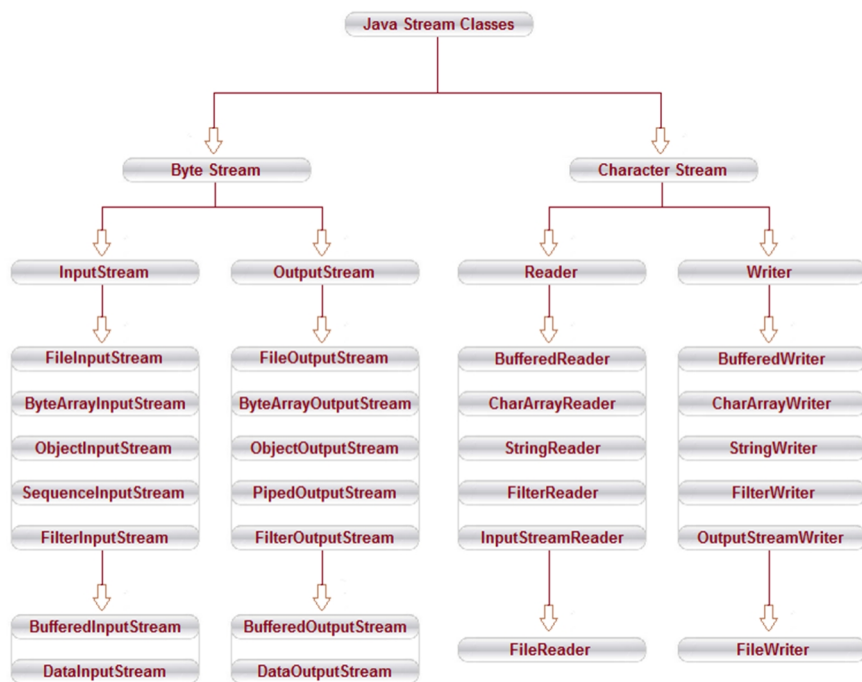 Java Stream Classes
Byte Stream
Character Stream
InputStream
OutputStream
Reader
Writer
FileInputStream
FileOutputStream
BufferedReader
BufferedWriter
ByteArrayInputStream
ByteArrayOutputStream
CharArrayReader
CharArrayWriter
ObjectInputStream
ObjectOutputStream
StringReader
StringWriter
SequenceInputStream
PipedOutputStream
FilterReader
FilterWriter
FilterInputStream
FilterOutputStream
InputStreamReader
OutputStreamWriter
BufferedInputStream
BufferedOutputStream
FileReader
FileWriter
DataInputStream
DataOutputStream